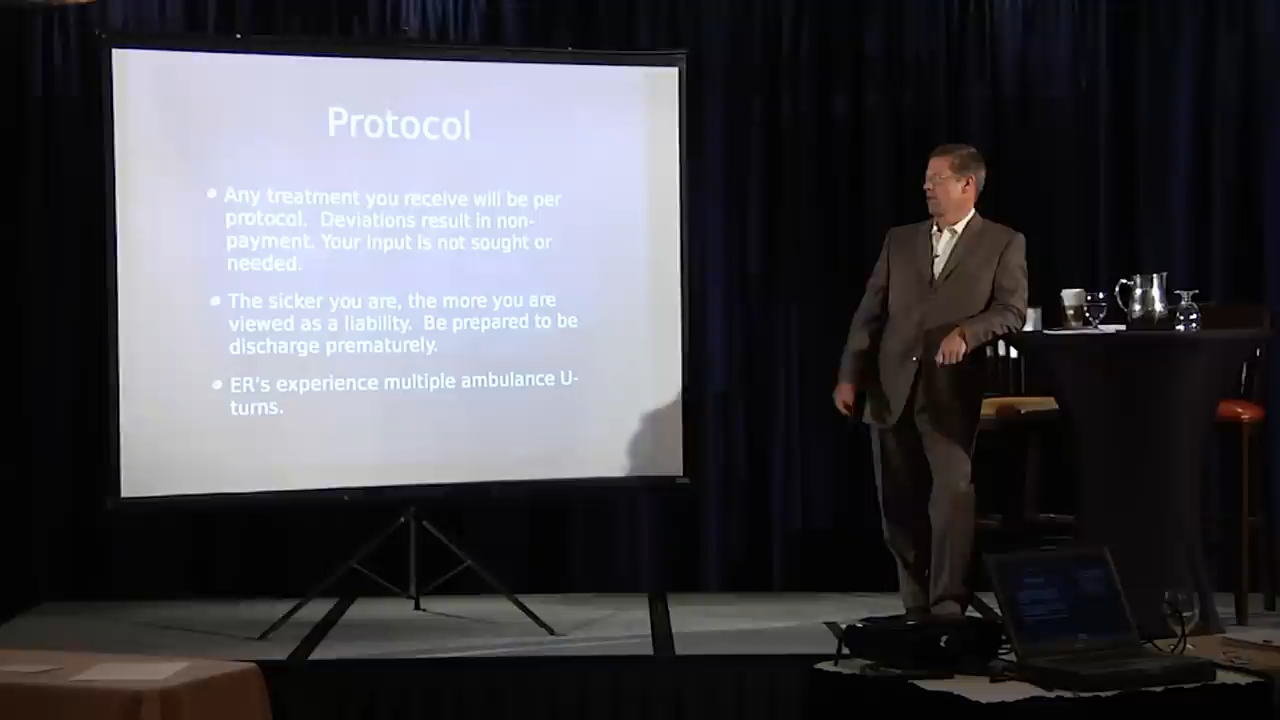 Protocol
• Any treatment you receive will be per
protocol. Deviations result in non-
payment. Your input is not sought or
needed.
• The sicker you are, the more you are
viewed as a liability. Be prepared to be
discharge prematurely.
• ER's experience multiple ambulance U-
turns.